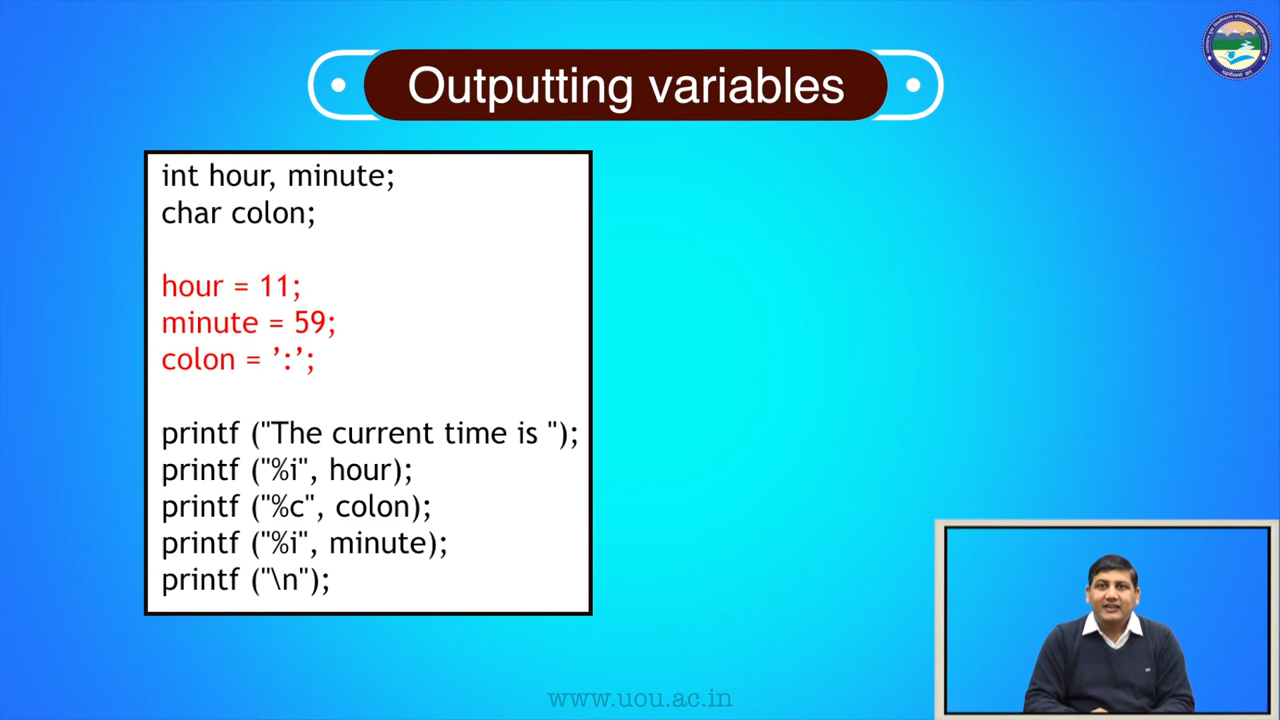 Outputting variables
int hour, minute;
char colon;
hour = 11;
minute = 59;
colon = ’:’;
printf ("The current time is ");
printf ("%i", hour);
printf ("%c", colon);
printf ("%i", minute);
printf ("\n");
www.uou.ac.in